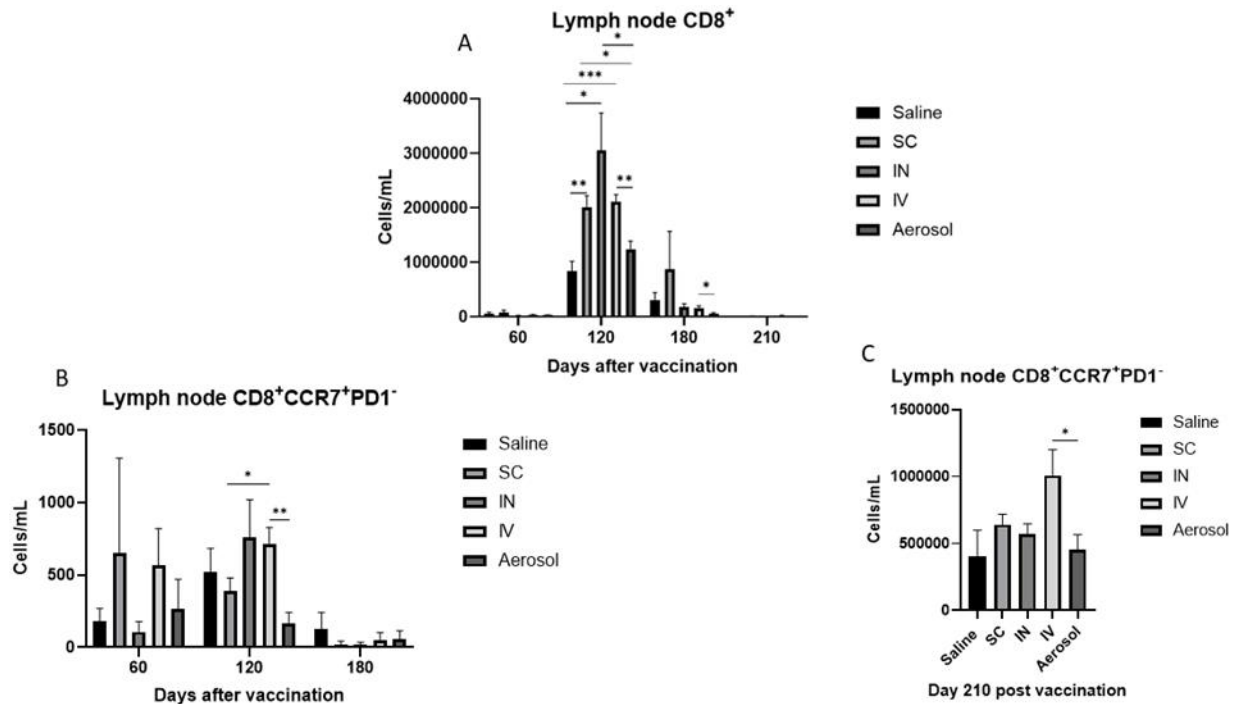 A
Lymph node CD8+
*
*
***
*
** **
*
Cells/mL
4000000
3000000
2000000
1000000
0
60 120 180 210
Days after vaccination
Saline
SC
IN
IV
Aerosol
B
Lymph node CD8+CCR7+PD1-
*
**
Cells/mL
1500
1000
500
0
60 120 180
Days after vaccination
Saline
SC
IN
IV
Aerosol
C
Lymph node CD8+CCR7+PD1-
*
Cells/mL
1500000
1000000
500000
0
Saline SC IN IV Aerosol
Day 210 post vaccination
Saline
SC
IN
IV
Aerosol